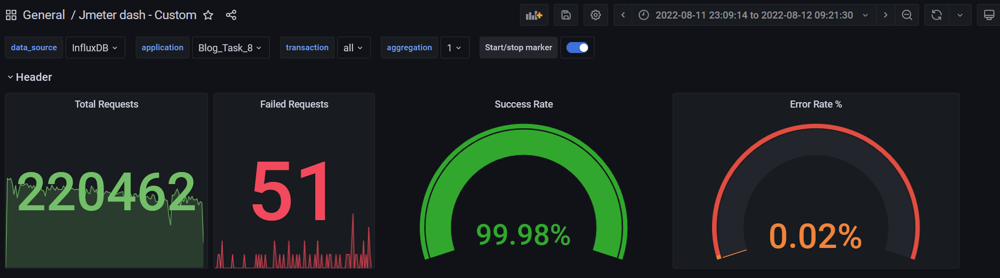 General / Jmeter dash - Custom
2022-08-11 23:09:14 to 2022-08-12 09:21:30
data_source InfluxDB application Blog_Task_8 transaction all aggregation 1 Start/stop marker
Header
Total Requests Failed Requests Success Rate Error Rate %
220462 51 99.98% 0.02%